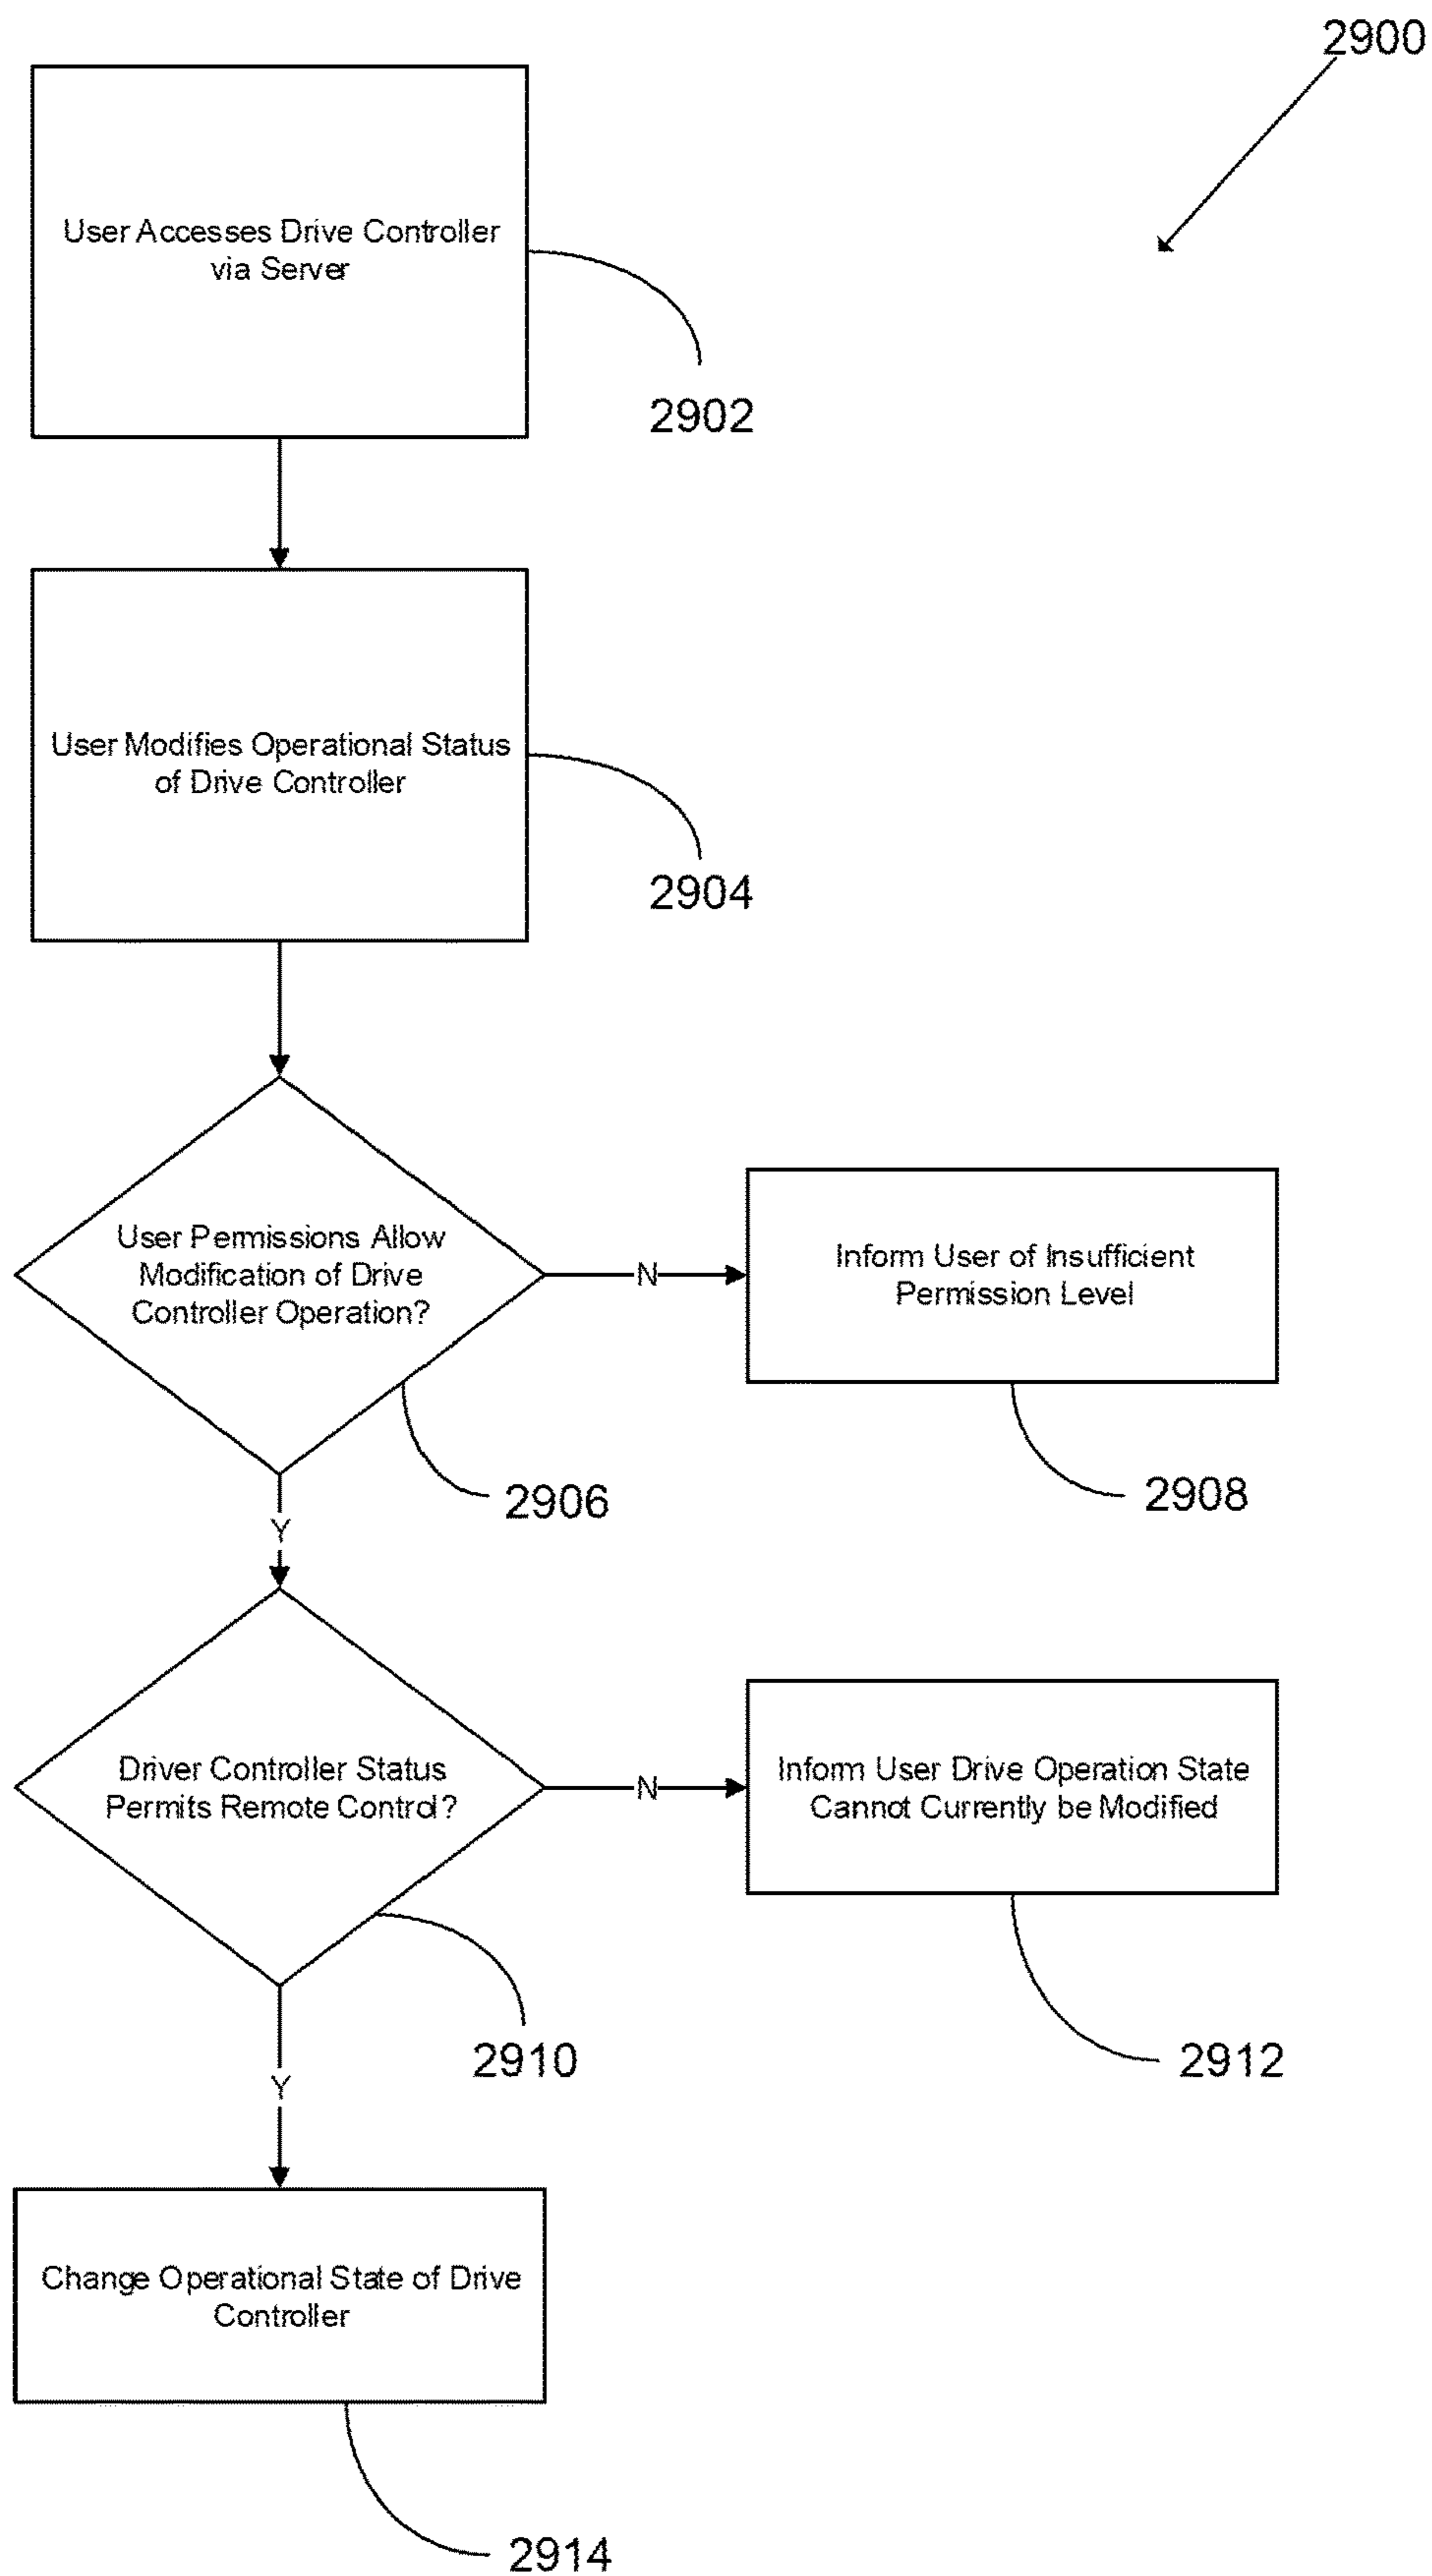 2900
User Accesses Drive Controller
via Server
2902
User Modifies Operational Status
of Drive Controller
2904
User Permissions Allow
Modification of Drive
Controller Operation?
N
Inform User of Insufficient
Permission Level
2906
2908
Y
Driver Controller Status
Permits Remote Control?
N
Inform User Drive Operation State
Cannot Currently be Modified
2910
2912
Y
Change Operational State of Drive
Controller
2914